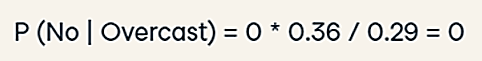 P (No | Overcast) = 0 * 0.36 / 0.29 = 0